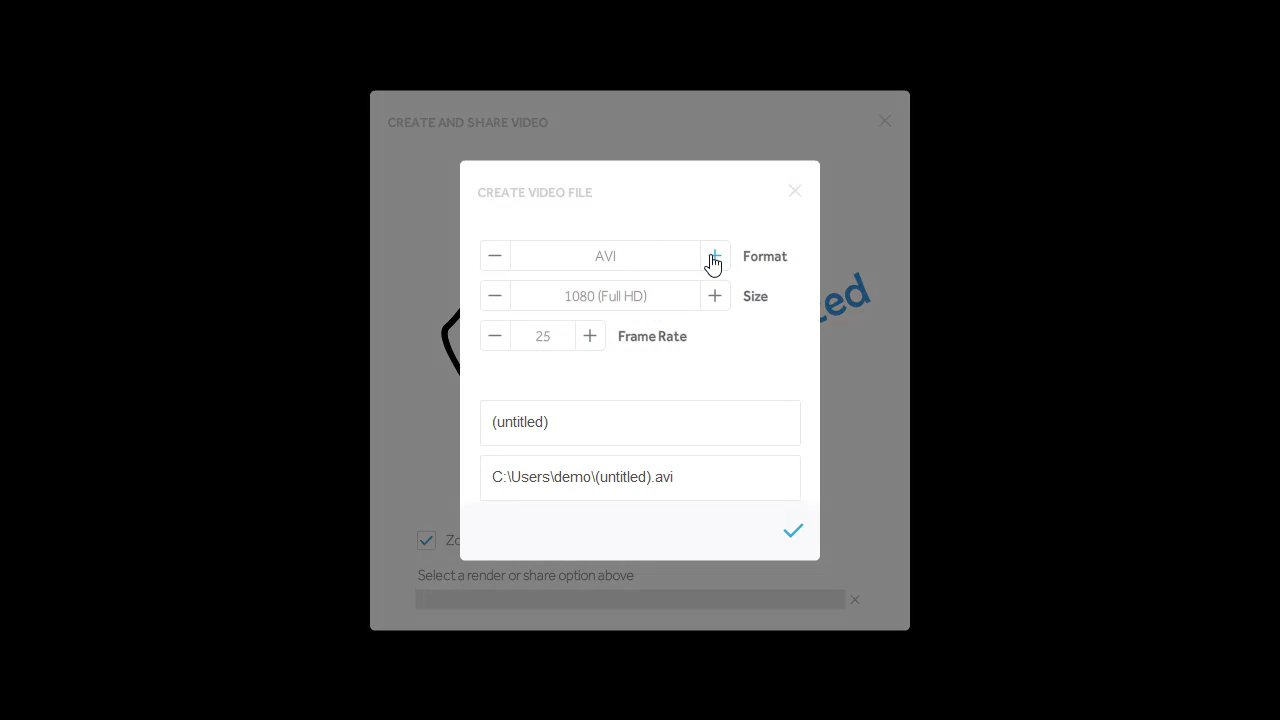 CREATE AND SHARE VIDEO
CREATE VIDEO FILE
AVI
Format
1080 (Full HD)
Size
25
Frame Rate
(untitled)
C:\Users\demo\(untitled).avi
Select a render or share option above